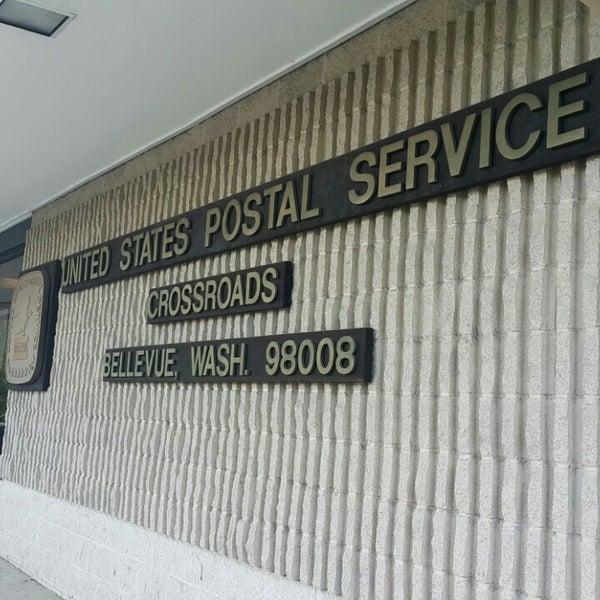 UNITED STATES POSTAL SERVICE
CROSSROADS
BELLEVUE, WASH. 98008